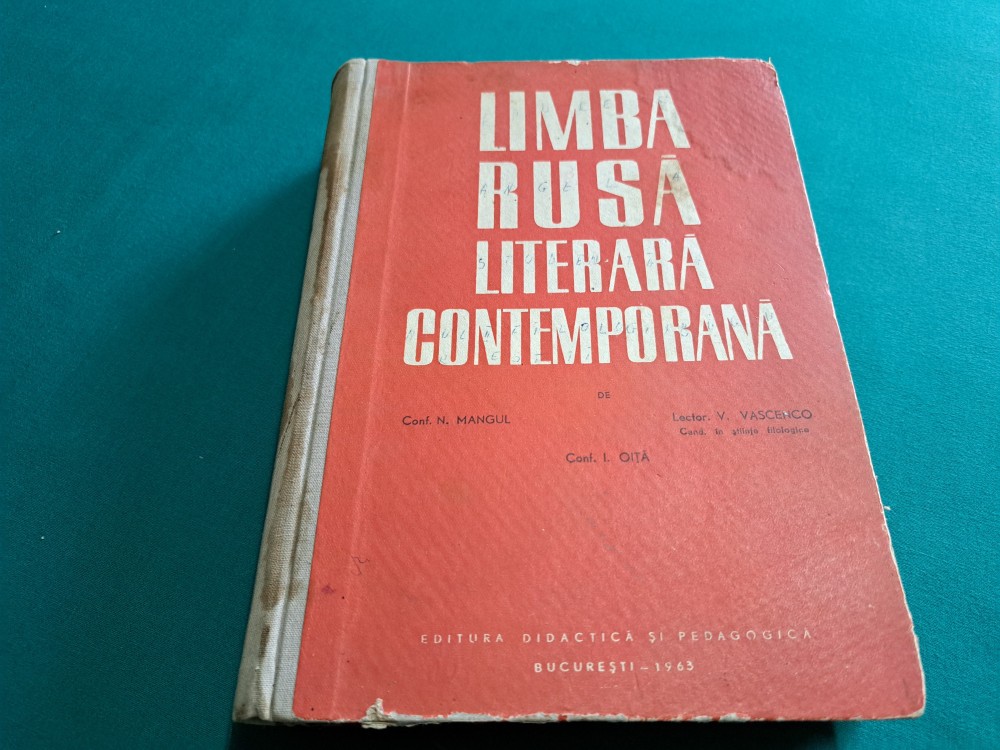 LIMBA
RUSĂ
LITERARĂ
CONTEMPORANĂ
DE
Conf. N. MANGUL
Lector. V. VASCENCO
Cand. în științe filologice
Conf. I. OIȚĂ
EDITURA DIDACTICĂ ȘI PEDAGOGICĂ
BUCUREȘTI – 1963